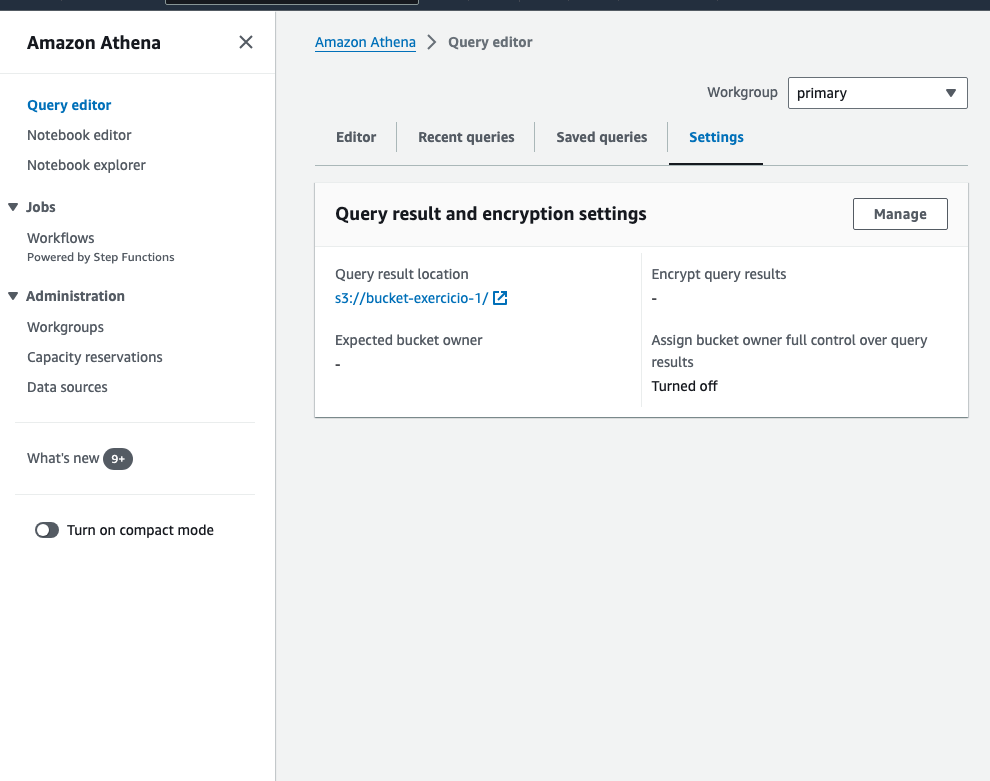 Amazon Athena
Query editor
Notebook editor
Notebook explorer
Jobs
Workflows
Powered by Step Functions
Administration
Workgroups
Capacity reservations
Data sources
What's new 9+
Turn on compact mode
Amazon Athena > Query editor
Workgroup primary
Editor Recent queries Saved queries Settings
Query result and encryption settings Manage
Query result location
s3://bucket-exercicio-1/
Expected bucket owner
-
Encrypt query results
-
Assign bucket owner full control over query
results
Turned off